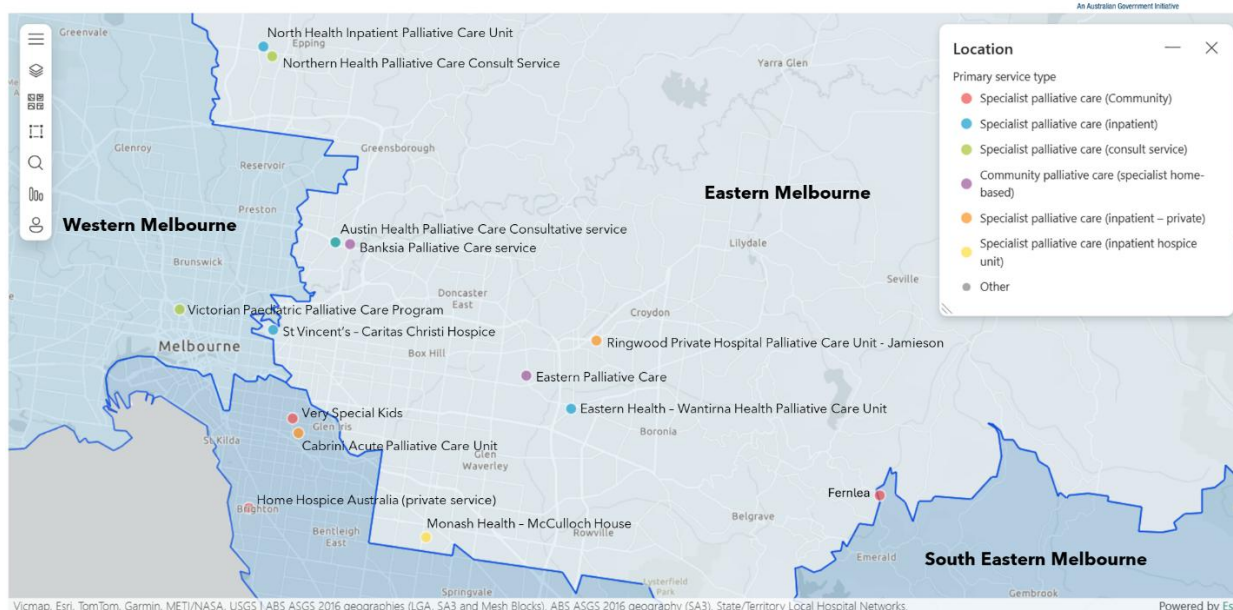 An Australian Government Initiative
Greenvale
North Health Inpatient Palliative Care Unit
Epping
Northern Health Palliative Care Consult Service
Yarra Glen
Location
Primary service type
Specialist palliative care (Community)
Specialist palliative care (inpatient)
Specialist palliative care (consult service)
Community palliative care (specialist home-
based)
Specialist palliative care (inpatient – private)
Specialist palliative care (inpatient hospice
unit)
Other
Glenroy
Reservoir
Greensborough
Preston
Eastern Melbourne
Western Melbourne
Austin Health Palliative Care Consultative service
Banksia Palliative Care service
Lilydale
Brunswick
Seville
Doncaster
East
Victorian Paediatric Palliative Care Program
Croydon
St Vincent's – Caritas Christi Hospice
Melbourne
Box Hill
Ringwood Private Hospital Palliative Care Unit - Jamieson
Eastern Palliative Care
Eastern Health – Wantirna Health Palliative Care Unit
Very Special Kids
Glen Iris
St Kilda
Cabrini Acute Palliative Care Unit
Boronia
Glen
Waverley
Fernlea
Home Hospice Australia (private service)
Brighton
Belgrave
Monash Health – McCulloch House
Bentleigh
East
Rowville
Emerald
South Eastern Melbourne
Lysterfield
Park
Springvale
Gembrook
Vicmap, Esri, TomTom, Garmin, METI/NASA, USGS | ABS ASGS 2016 geographies (LGA, SA3 and Mesh Blocks), ABS ASGS 2016 geography (SA3), State/Territory Local Hospital Networks,
Powered by Es